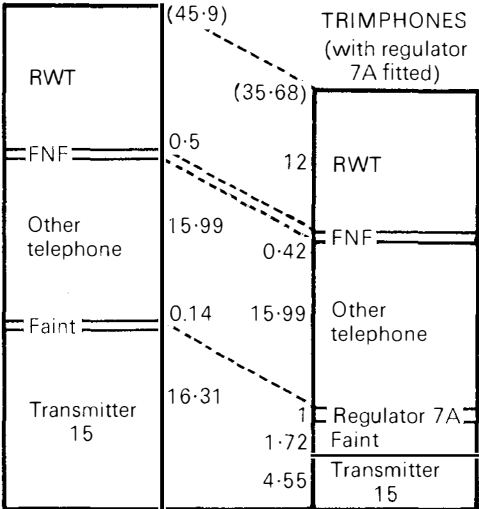 (45·9)
RWT
FNF
0·5
Other
telephone
15·99
Faint
0.14
Transmitter
15
16·31
TRIMPHONES
(with regulator
7A fitted)
(35·68)
12
RWT
FNF
0·42
15·99
Other
telephone
1
Regulator 7A
1·72
Faint
4·55
Transmitter
15